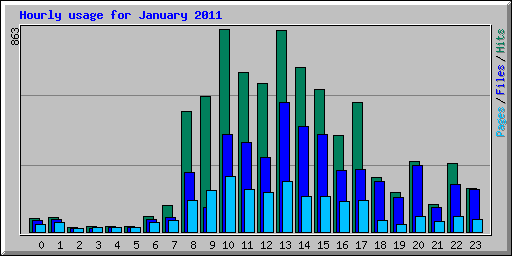 Hourly usage for January 2011
863
Pages/Files/Hits
0 1 2 3 4 5 6 7 8 9 10 11 12 13 14 15 16 17 18 19 20 21 22 23